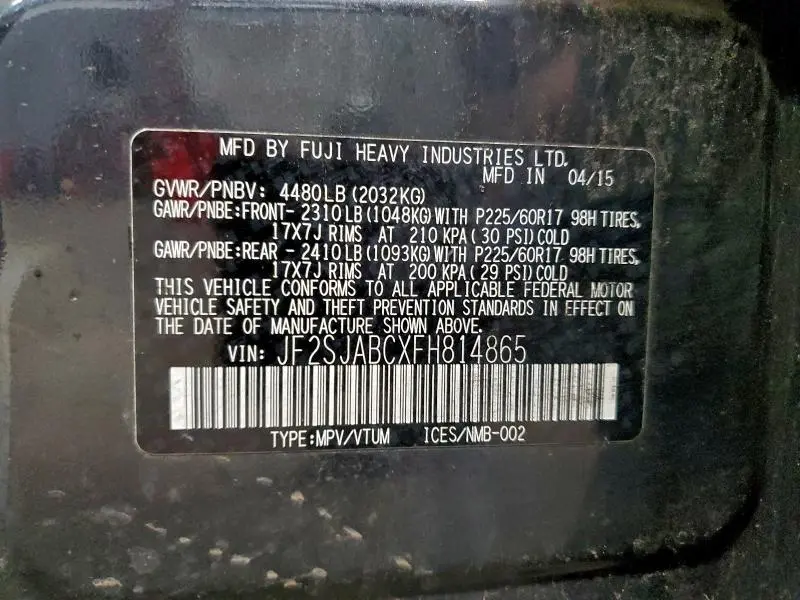 MFD BY FUJI HEAVY INDUSTRIES LTD.
MFD IN 04/15
GVWR/PNBV: 4480LB (2032KG)
GAWR/PNBE:FRONT- 2310LB (1048KG) WITH P225/60R17 98H TIRES,
17X7J RIMS AT 210 KPA (30 PSI) COLD
GAWR/PNBE:REAR - 2410LB (1093KG) WITH P225/60R17 98H TIRES,
17X7J RIMS AT 200 KPA (29 PSI) COLD
THIS VEHICLE CONFORMS TO ALL APPLICABLE FEDERAL MOTOR
VEHICLE SAFETY AND THEFT PREVENTION STANDARDS IN EFFECT ON
THE DATE OF MANUFACTURE SHOWN ABOVE.
VIN: JF2SJABCXFH814865
TYPE:MPV/VTUM ICES/NMB-002